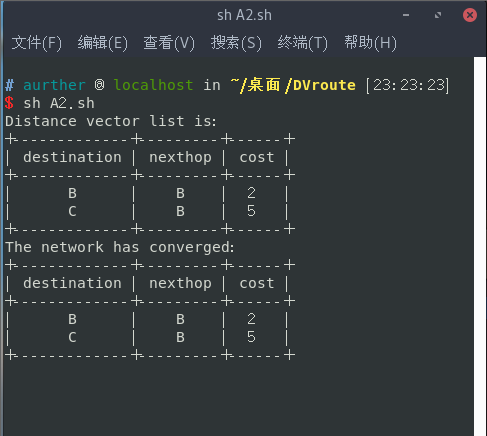 sh A2.sh
文件(F) 编辑(E) 查看(V) 搜索(S) 终端(T) 帮助(H)
# aurther @ localhost in ~/桌面/DVroute [23:23:23]
$ sh A2.sh
Distance vector list is:
+-------------+----------+------+
| destination | nexthop | cost |
+-------------+----------+------+
| B | B | 2 |
| C | B | 5 |
+-------------+----------+------+
The network has converged:
+-------------+----------+------+
| destination | nexthop | cost |
+-------------+----------+------+
| B | B | 2 |
| C | B | 5 |
+-------------+----------+------+